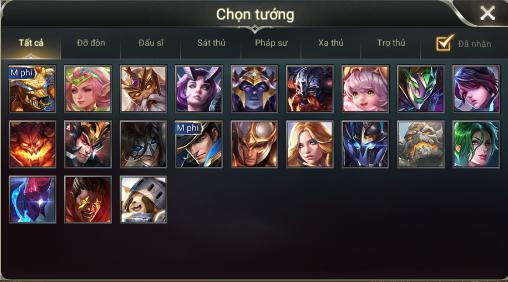 Chọn tướng
Tất cả Đỡ đòn Đấu sĩ Sát thủ Pháp sư Xạ thủ Trợ thủ Đã nhận
M phí
M phí